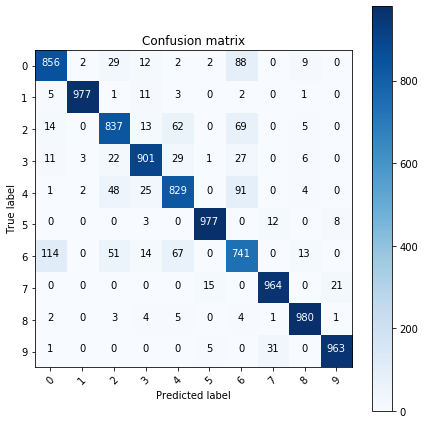 Confusion matrix
0 856 2 29 12 2 2 88 0 9 0
1 5 977 1 11 3 0 2 0 1 0
2 14 0 837 13 62 0 69 0 5 0
3 11 3 22 901 29 1 27 0 6 0
4 1 2 48 25 829 0 91 0 4 0
5 0 0 0 3 0 977 0 12 0 8
6 114 0 51 14 67 0 741 0 13 0
7 0 0 0 0 0 15 0 964 0 21
8 2 0 3 4 5 0 4 1 980 1
9 1 0 0 0 0 5 0 31 0 963
0 1 2 3 4 5 6 7 8 9
Predicted label
True label
800
600
400
200
0